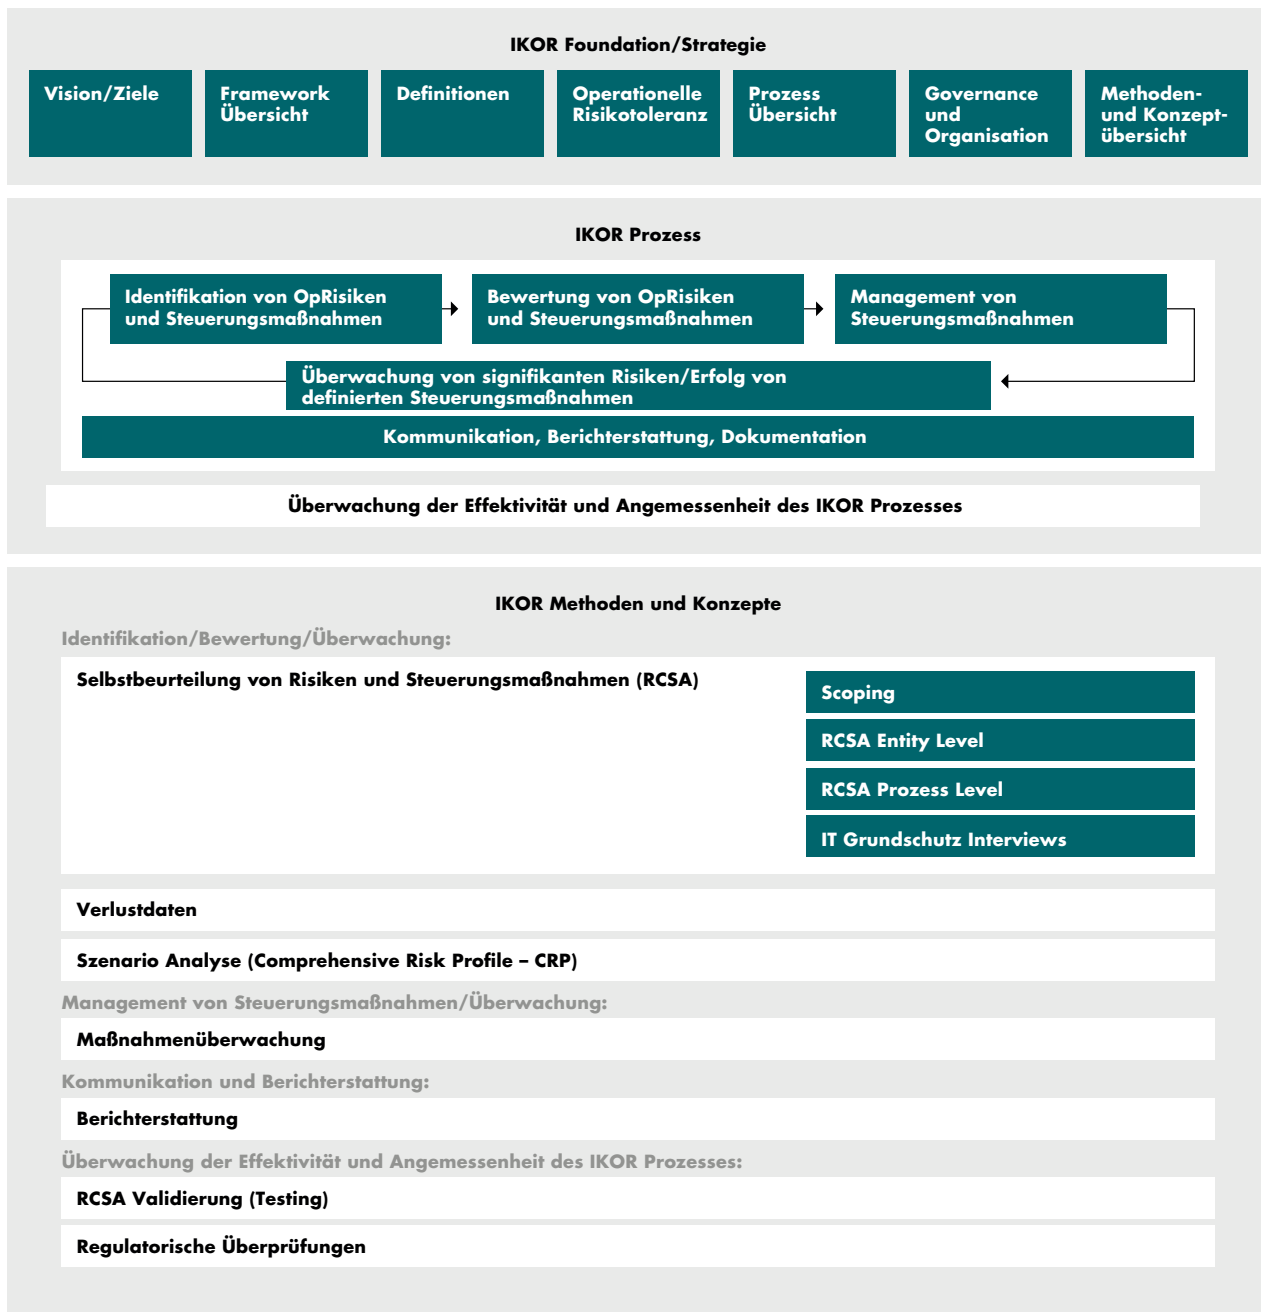 IKOR Foundation/Strategie
Vision/Ziele
Framework
Übersicht
Definitionen
Operationelle
Risikotoleranz
Prozess
Übersicht
Governance
und
Organisation
Methoden-
und Konzept-
übersicht
IKOR Prozess
Identifikation von OpRisiken
und Steuerungsmaßnahmen
Bewertung von OpRisiken
und Steuerungsmaßnahmen
Management von
Steuerungsmaßnahmen
Überwachung von signifikanten Risiken/Erfolg von
definierten Steuerungsmaßnahmen
Kommunikation, Berichterstattung, Dokumentation
Überwachung der Effektivität und Angemessenheit des IKOR Prozesses
IKOR Methoden und Konzepte
Identifikation/Bewertung/Überwachung:
Selbstbeurteilung von Risiken und Steuerungsmaßnahmen (RCSA)
Scoping
RCSA Entity Level
RCSA Prozess Level
IT Grundschutz Interviews
Verlustdaten
Szenario Analyse (Comprehensive Risk Profile – CRP)
Management von Steuerungsmaßnahmen/Überwachung:
Maßnahmenüberwachung
Kommunikation und Berichterstattung:
Berichterstattung
Überwachung der Effektivität und Angemessenheit des IKOR Prozesses:
RCSA Validierung (Testing)
Regulatorische Überprüfungen